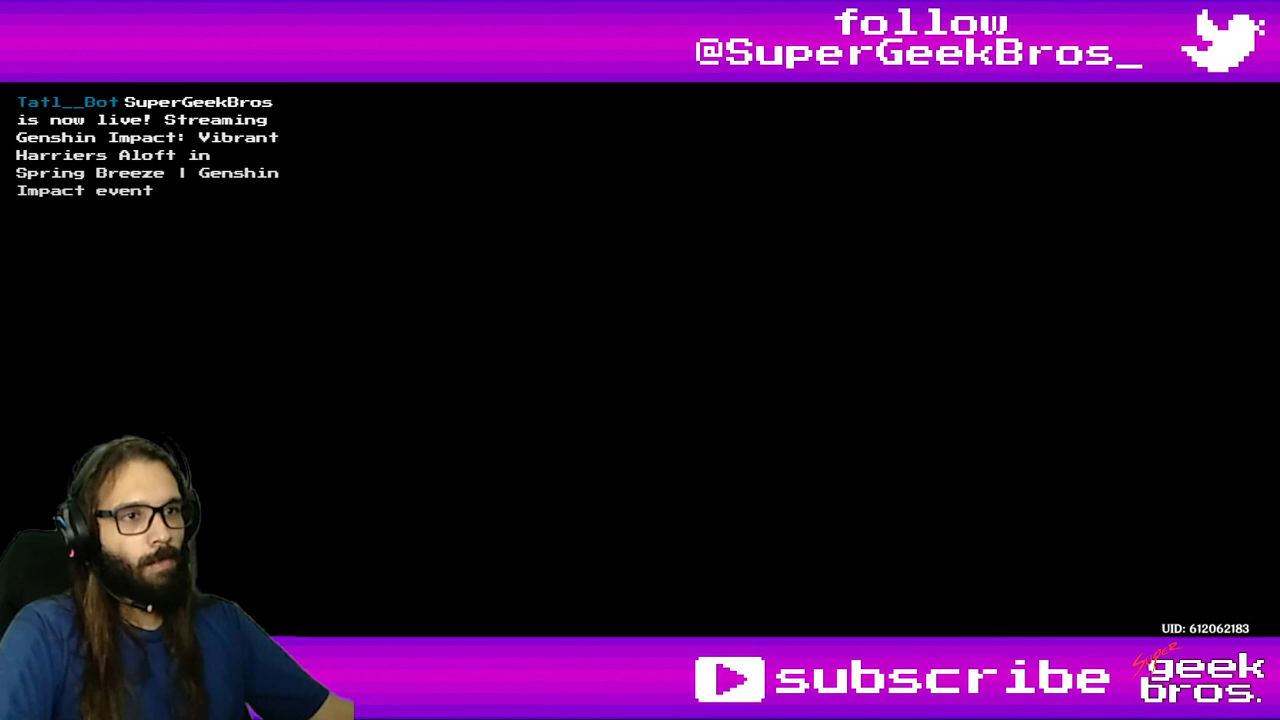 follow
@SuperGeekBros_
Tatl__Bot SuperGeekBros
is now live! Streaming
Genshin Impact: Vibrant
Harriers Aloft in
Spring Breeze | Genshin
Impact event
UID: 612062183
subscribe
SUPER
geek
bros.